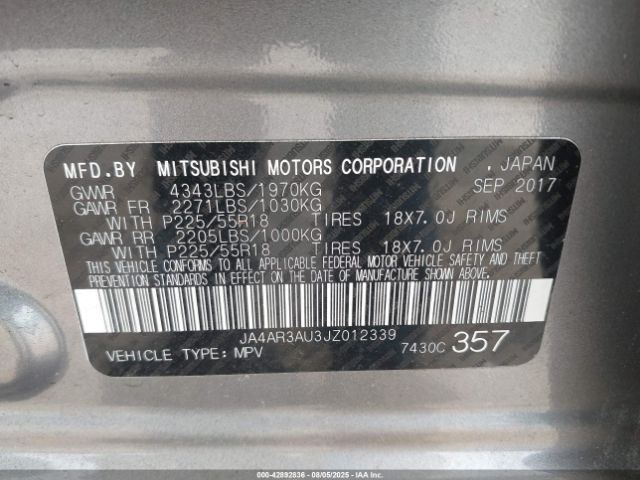 MFD.BY MITSUBISHI MOTORS CORPORATION , JAPAN
GVWR 4343LBS/1970KG SEP 2017
GAWR FR 2271LBS/1030KG
WITH P225/55R18 TIRES 18X7.0J RIMS
GAWR RR 2205LBS/1000KG
WITH P225/55R18 TIRES 18X7.0J RIMS
THIS VEHICLE CONFORMS TO ALL APPLICABLE FEDERAL MOTOR VEHICLE SAFETY AND THEFT
PREVENTION STANDARDS IN EFFECT ON THE DATE OF MANUFACTURE SHOWN ABOVE.
JA4AR3AU3JZ012339
VEHICLE TYPE: MPV 7430C 357
000-42892836 - 08/05/2025 - IAAI.COM